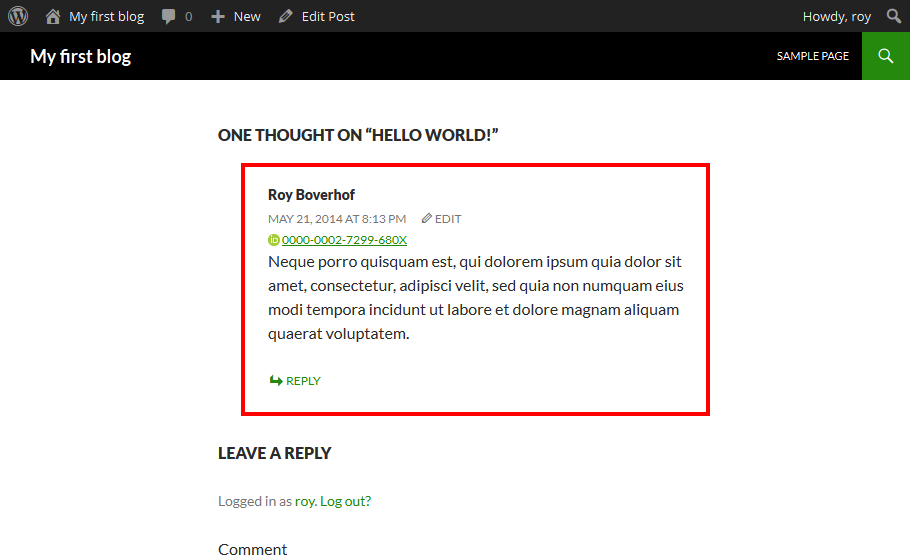 My first blog 0 New Edit Post Howdy, roy
My first blog SAMPLE PAGE
ONE THOUGHT ON “HELLO WORLD!”
Roy Boverhof
MAY 21, 2014 AT 8:13 PM EDIT
iD 0000-0002-7299-680X
Neque porro quisquam est, qui dolorem ipsum quia dolor sit
amet, consectetur, adipisci velit, sed quia non numquam eius
modi tempora incidunt ut labore et dolore magnam aliquam
quaerat voluptatem.
REPLY
LEAVE A REPLY
Logged in as roy. Log out?
Comment